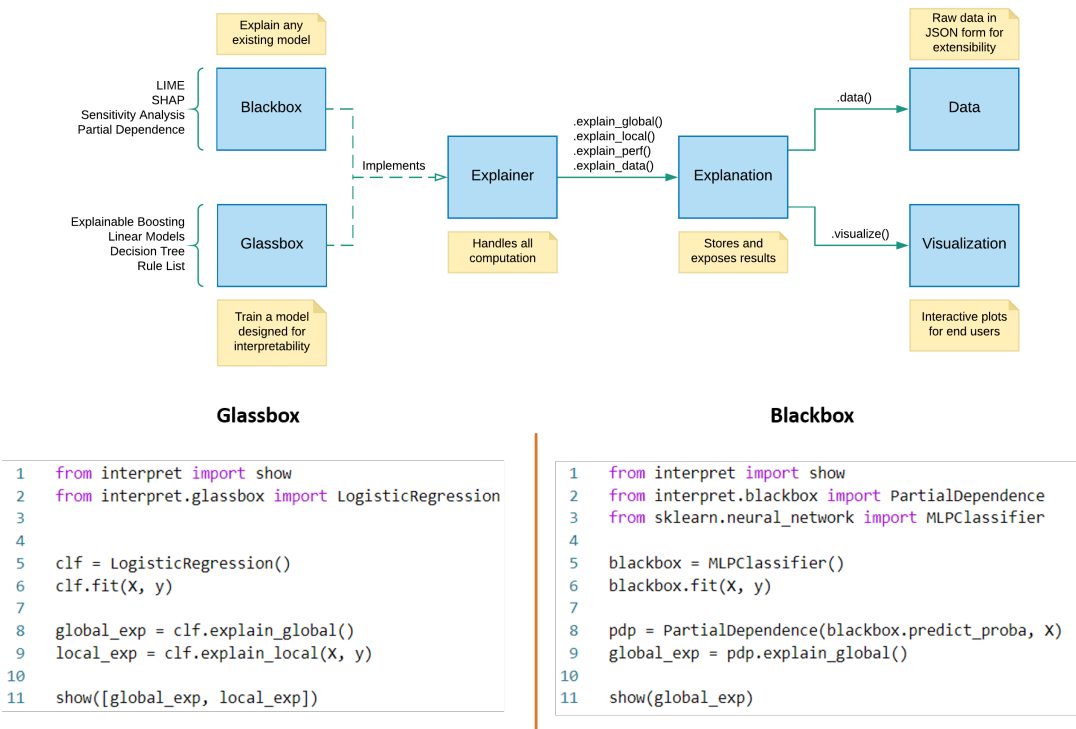 Explain any
existing model
Raw data in
JSON form for
extensibility
LIME
SHAP
Sensitivity Analysis
Partial Dependence
Blackbox
.explain_global()
.explain_local()
.explain_perf()
.explain_data()
.data()
Data
Implements
Explainer
Explanation
Explainable Boosting
Linear Models
Decision Tree
Rule List
Glassbox
Handles all
computation
Stores and
exposes results
.visualize()
Visualization
Train a model
designed for
interpretability
Interactive plots
for end users
Glassbox
1 from interpret import show
2 from interpret.glassbox import LogisticRegression
3
4
5 clf = LogisticRegression()
6 clf.fit(X, y)
7
8 global_exp = clf.explain_global()
9 local_exp = clf.explain_local(X, y)
10
11 show([global_exp, local_exp])
Blackbox
1 from interpret import show
2 from interpret.blackbox import PartialDependence
3 from sklearn.neural_network import MLPClassifier
4
5 blackbox = MLPClassifier()
6 blackbox.fit(X, y)
7
8 pdp = PartialDependence(blackbox.predict_proba, X)
9 global_exp = pdp.explain_global()
10
11 show(global_exp)